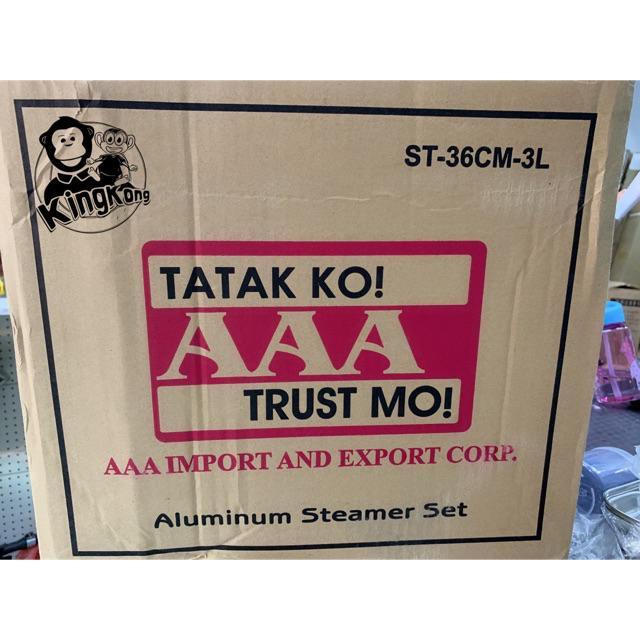 KingKong
ST-36CM-3L
TATAK KO!
AAA
TRUST MO!
AAA IMPORT AND EXPORT CORP.
Aluminum Steamer Set